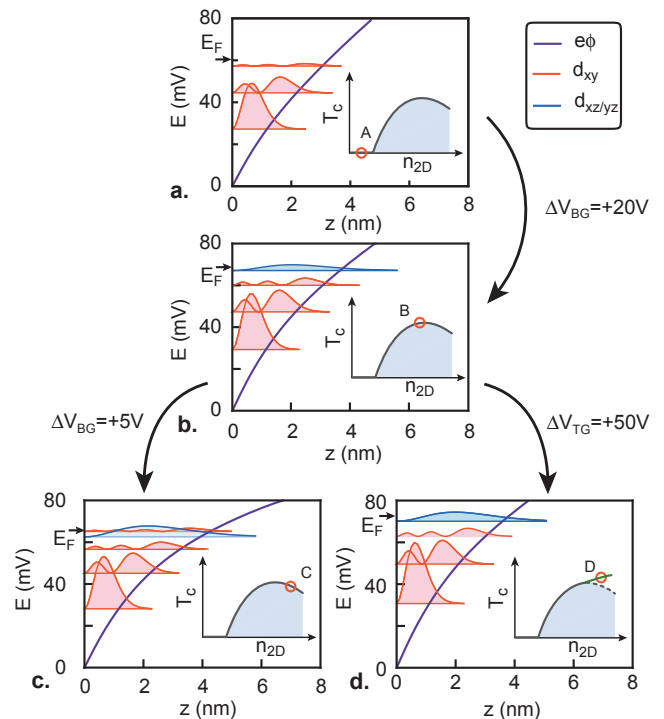 80
E_F
E (mV)
40
0
T_c
A
n_2D
0 2 4 6 8
a. z (nm)
eϕ
d_xy
d_xz/yz
ΔV_BG=+20V
80
E_F
E (mV)
40
0
T_c
B
n_2D
0 2 4 6 8
b. z (nm)
ΔV_BG=+5V
ΔV_TG=+50V
80
E_F
E (mV)
40
0
T_c
C
n_2D
0 2 4 6 8
c. z (nm)
80
E_F
E (mV)
40
0
T_c
D
n_2D
0 2 4 6 8
d. z (nm)